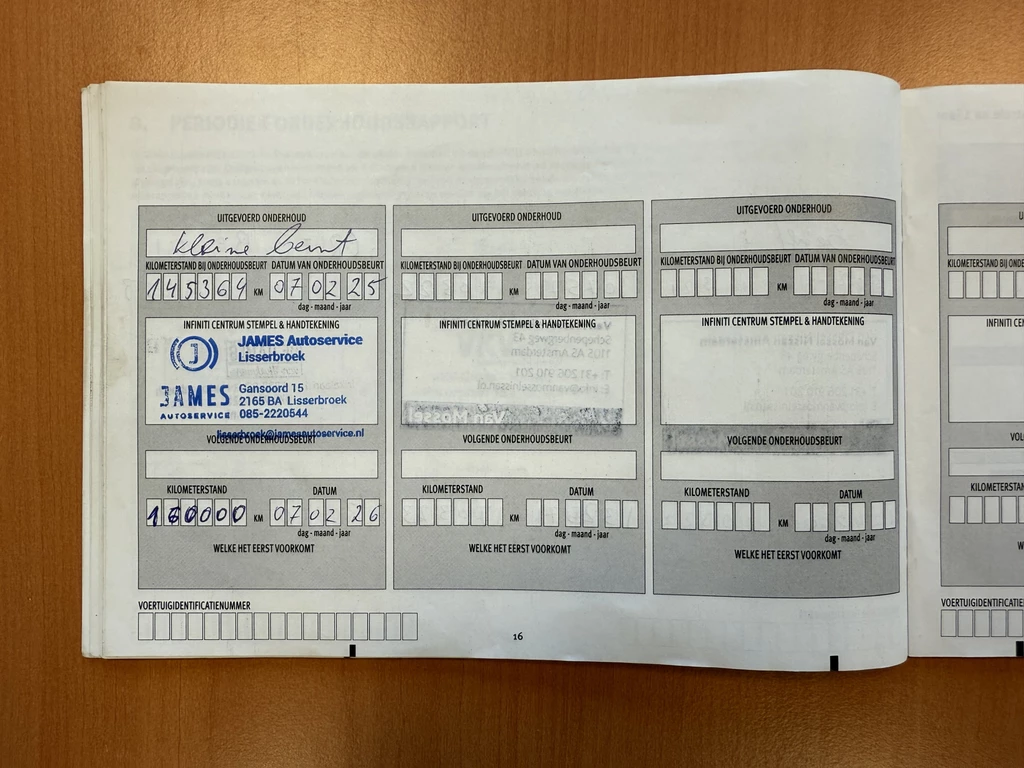 UITGEVOERD ONDERHOUD
kleine beurt
KILOMETERSTAND BIJ ONDERHOUDSBEURT DATUM VAN ONDERHOUDSBEURT
145364 KM 07 02 25
dag - maand - jaar
INFINITI CENTRUM STEMPEL & HANDTEKENING
JAMES Autoservice
Lisserbroek
JAMES
AUTOSERVICE
Gansoord 15
2165 BA Lisserbroek
085-2220544
lisserbroek@jamesautoservice.nl
VOLGENDE ONDERHOUDSBEURT
KILOMETERSTAND DATUM
160000 KM 07 02 26
dag - maand - jaar
WELKE HET EERST VOORKOMT
UITGEVOERD ONDERHOUD
KILOMETERSTAND BIJ ONDERHOUDSBEURT DATUM VAN ONDERHOUDSBEURT
KM
dag - maand - jaar
INFINITI CENTRUM STEMPEL & HANDTEKENING
VOLGENDE ONDERHOUDSBEURT
KILOMETERSTAND DATUM
KM
dag - maand - jaar
WELKE HET EERST VOORKOMT
UITGEVOERD ONDERHOUD
KILOMETERSTAND BIJ ONDERHOUDSBEURT DATUM VAN ONDERHOUDSBEURT
KM
dag - maand - jaar
INFINITI CENTRUM STEMPEL & HANDTEKENING
VOLGENDE ONDERHOUDSBEURT
KILOMETERSTAND DATUM
KM
dag - maand - jaar
WELKE HET EERST VOORKOMT
VOERTUIGIDENTIFICATIENUMMER
16
KILOMETERSTAND BIJ
INFINITI
KILOMETERSTAND